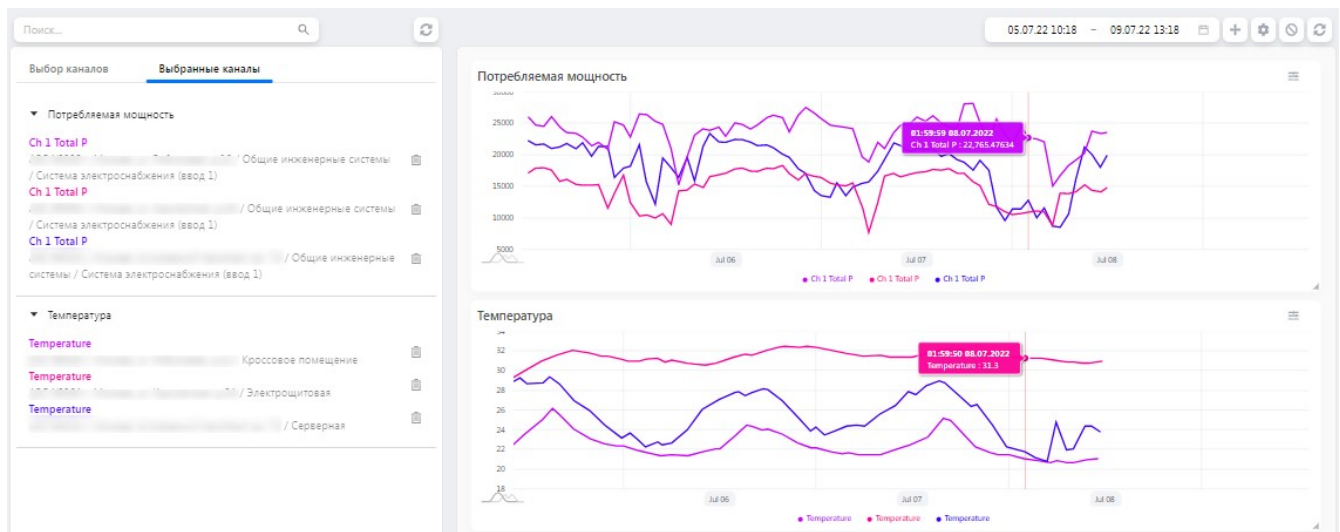 Поиск...
05.07.22 10:18 – 09.07.22 13:18
Выбор каналов
Выбранные каналы
Потребляемая мощность
Ch 1 Total P
/ Общие инженерные системы
/ Система электроснабжения (ввод 1)
Ch 1 Total P
/ Общие инженерные системы
/ Система электроснабжения (ввод 1)
Ch 1 Total P
/ Общие инженерные
системы / Система электроснабжения (ввод 1)
Температура
Temperature
Кроссовое помещение
Temperature
/ Электрощитовая
Temperature
/ Серверная
Потребляемая мощность
30000
25000
20000
15000
10000
5000
01:59:59 08.07.2022
Ch 1 Total P : 22,765.47634
Jul 06
Jul 07
Jul 08
Ch 1 Total P
Ch 1 Total P
Ch 1 Total P
Температура
34
32
30
28
26
24
22
20
18
01:59:50 08.07.2022
Temperature : 31.3
Jul 06
Jul 07
Jul 08
Temperature
Temperature
Temperature